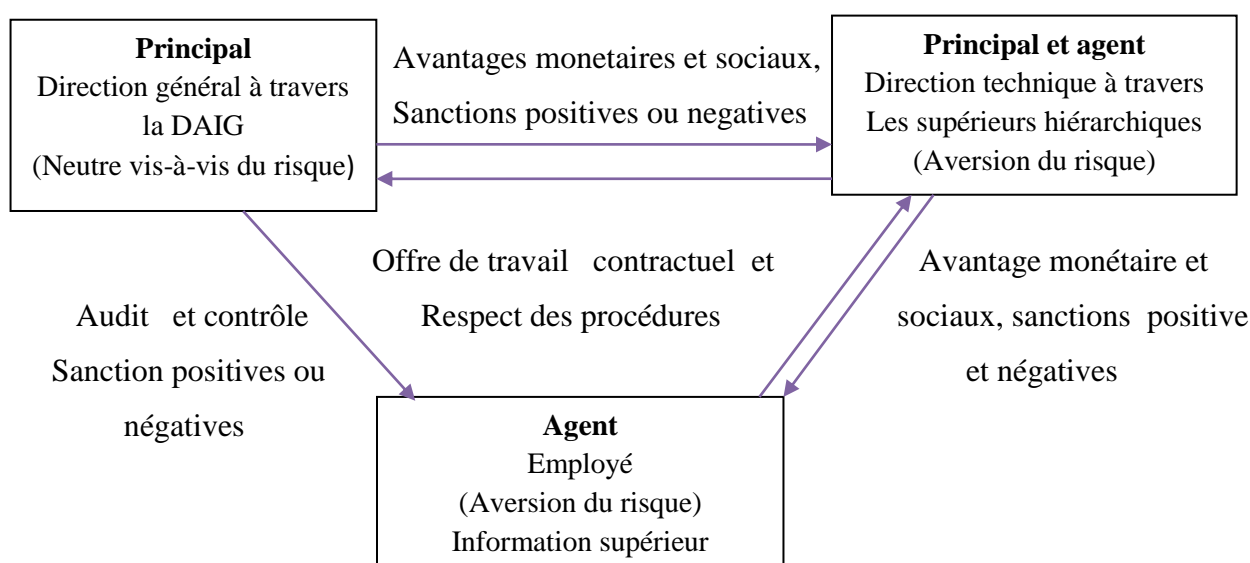 Principal
Direction général à travers
la DAIG
(Neutre vis-à-vis du risque)
Avantages monetaires et sociaux,
Sanctions positives ou negatives
Principal et agent
Direction technique à travers
Les supérieurs hiérarchiques
(Aversion du risque)
Audit et contrôle
Sanction positives ou
négatives
Offre de travail contractuel et
Respect des procédures
Avantage monétaire et
sociaux, sanctions positive
et négatives
Agent
Employé
(Aversion du risque)
Information supérieur